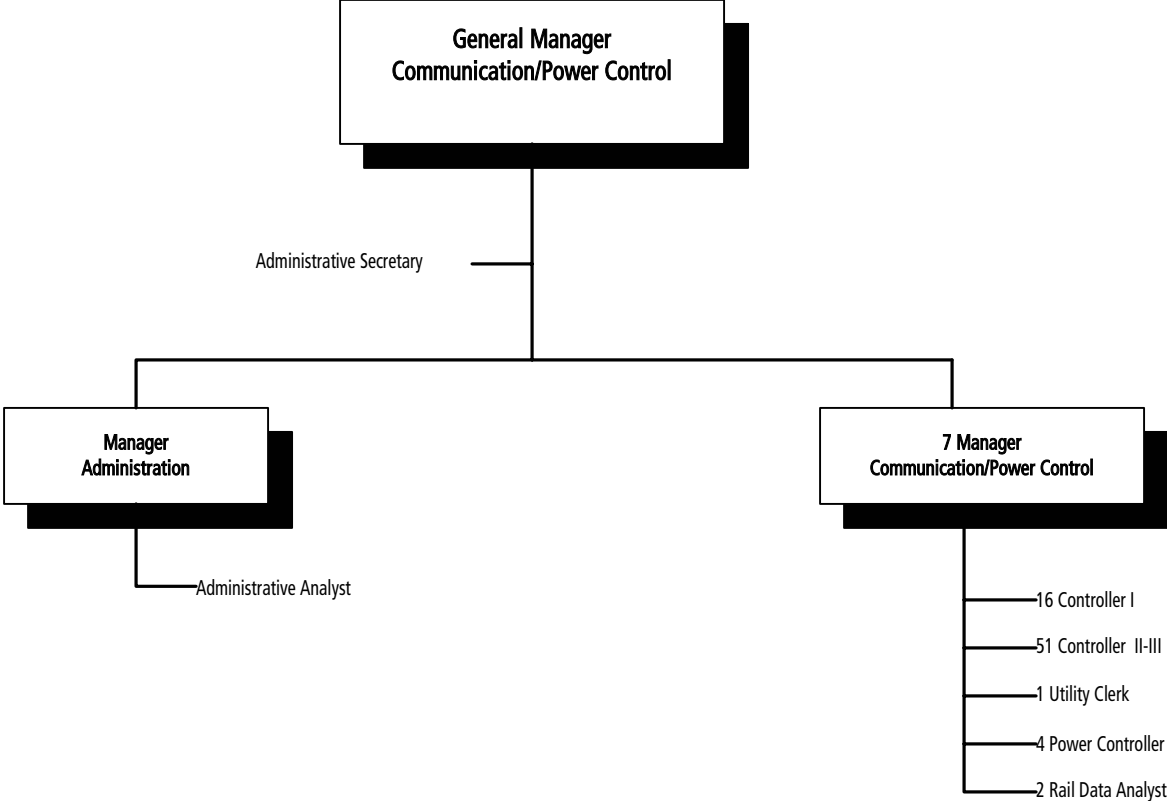 General Manager
Communication/Power Control
Administrative Secretary
Manager
Administration
Administrative Analyst
7 Manager
Communication/Power Control
16 Controller I
51 Controller II-III
1 Utility Clerk
4 Power Controller
2 Rail Data Analyst